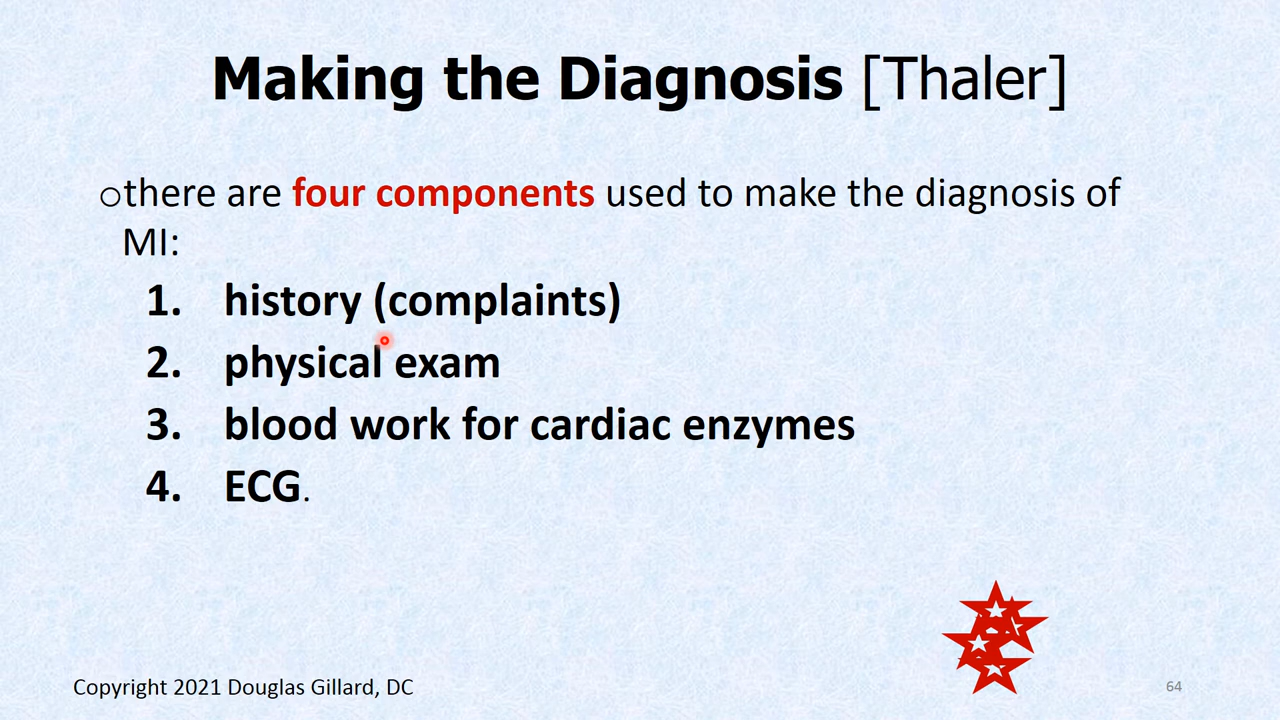 Making the Diagnosis [Thaler]
○there are four components used to make the diagnosis of
MI:
1. history (complaints)
2. physical exam
3. blood work for cardiac enzymes
4. ECG.
Copyright 2021 Douglas Gillard, DC
64